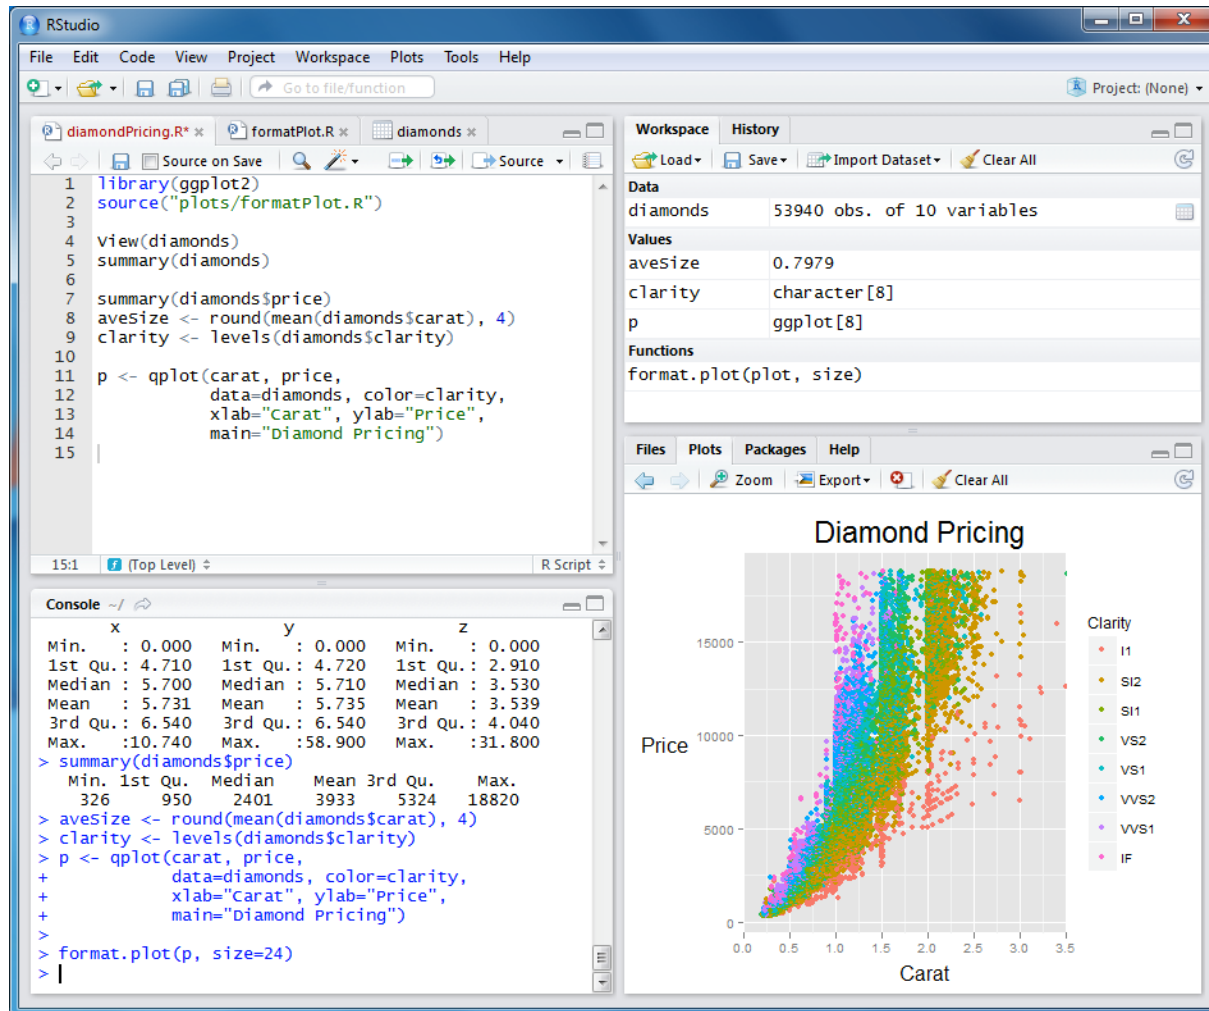 RStudio
File Edit Code View Project Workspace Plots Tools Help
Go to file/function
Project: (None)
diamondPricing.R*
formatPlot.R
diamonds
Source on Save
Source
1 library(ggplot2)
2 source("plots/formatPlot.R")
3
4 View(diamonds)
5 summary(diamonds)
6
7 summary(diamonds$price)
8 aveSize <- round(mean(diamonds$carat), 4)
9 clarity <- levels(diamonds$clarity)
10
11 p <- qplot(carat, price,
12 data=diamonds, color=clarity,
13 xlab="Carat", ylab="Price",
14 main="Diamond Pricing")
15
15:1 (Top Level) R Script
Console ~/
x y z
Min. : 0.000 Min. : 0.000 Min. : 0.000
1st Qu.: 4.710 1st Qu.: 4.720 1st Qu.: 2.910
Median : 5.700 Median : 5.710 Median : 3.530
Mean : 5.731 Mean : 5.735 Mean : 3.539
3rd Qu.: 6.540 3rd Qu.: 6.540 3rd Qu.: 4.040
Max. :10.740 Max. :58.900 Max. :31.800
> summary(diamonds$price)
Min. 1st Qu. Median Mean 3rd Qu. Max.
326 950 2401 3933 5324 18820
> aveSize <- round(mean(diamonds$carat), 4)
> clarity <- levels(diamonds$clarity)
> p <- qplot(carat, price,
+ data=diamonds, color=clarity,
+ xlab="Carat", ylab="Price",
+ main="Diamond Pricing")
>
> format.plot(p, size=24)
>
Workspace History
Load Save Import Dataset Clear All
Data
diamonds 53940 obs. of 10 variables
Values
aveSize 0.7979
clarity character[8]
p ggplot[8]
Functions
format.plot(plot, size)
Files Plots Packages Help
Zoom Export Clear All
Diamond Pricing
Price
15000
10000
5000
0
0.0 0.5 1.0 1.5 2.0 2.5 3.0 3.5
Carat
Clarity
I1
SI2
SI1
VS2
VS1
VVS2
VVS1
IF